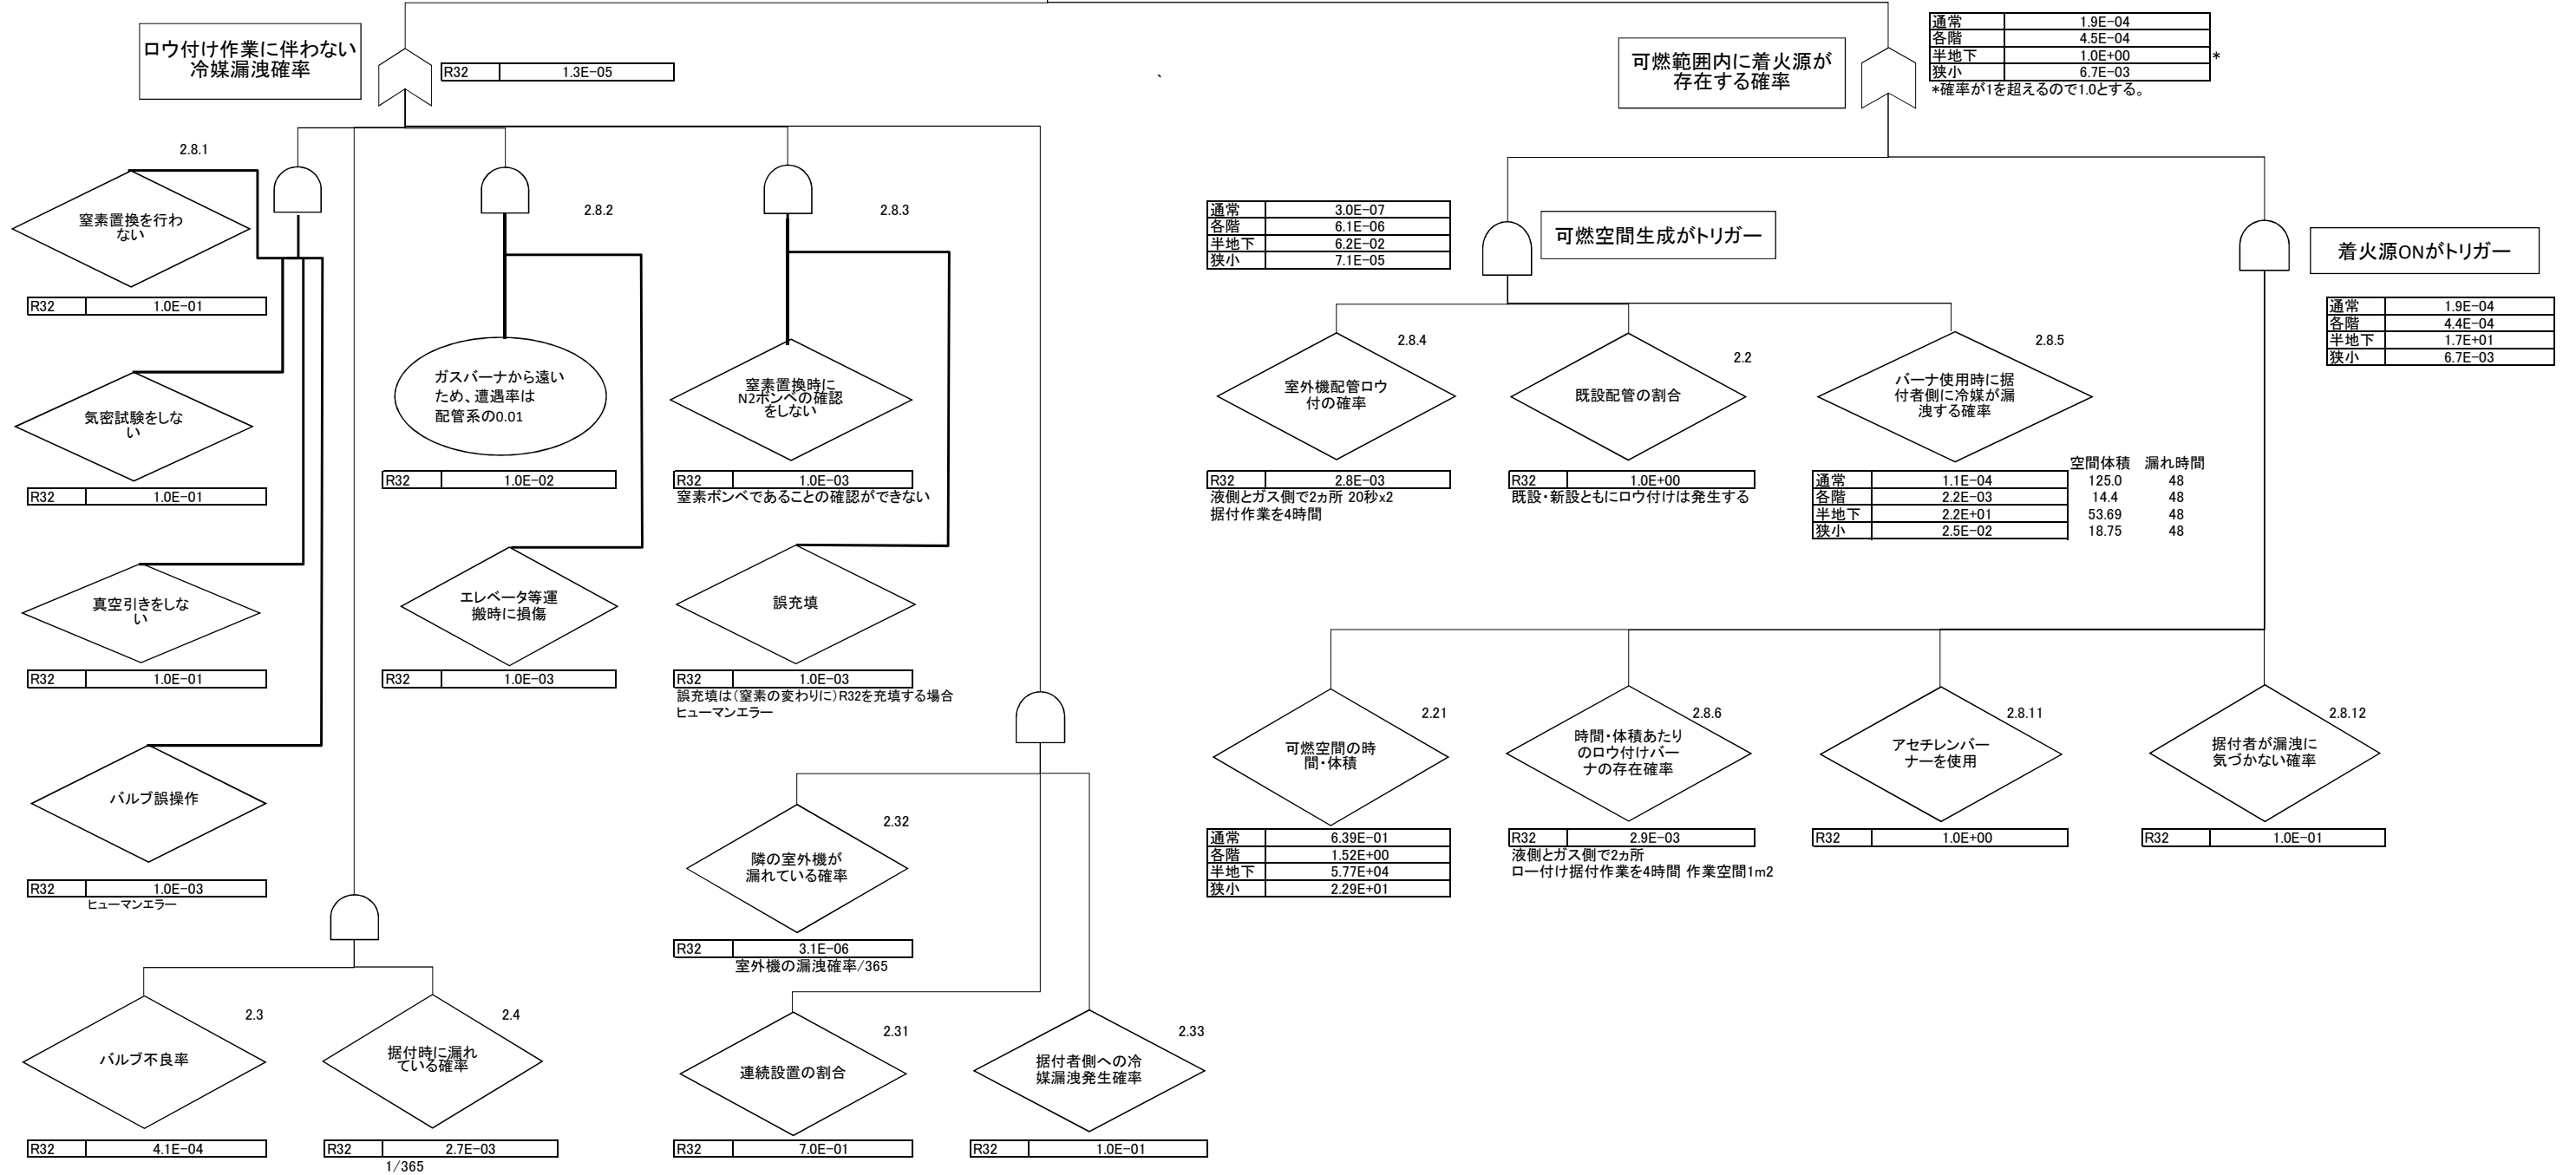 ロウ付け作業に伴わない
冷媒漏洩確率
R32 1.3E-05
、
可燃範囲内に着火源が
存在する確率
通常 1.9E-04
各階 4.5E-04
半地下 1.0E+00 *
狭小 6.7E-03
*確率が1を超えるので1.0とする。
2.8.1
窒素置換を行わ
ない
R32 1.0E-01
気密試験をしな
い
R32 1.0E-01
真空引きをしな
い
R32 1.0E-01
バルブ誤操作
R32 1.0E-03
ヒューマンエラー
2.3
バルブ不良率
R32 4.1E-04
2.4
据付時に漏れ
ている確率
R32 2.7E-03
1/365
2.8.2
ガスバーナから遠い
ため、遭遇率は
配管系の0.01
R32 1.0E-02
エレベータ等運
搬時に損傷
R32 1.0E-03
2.8.3
窒素置換時に
N2ボンベの確認
をしない
R32 1.0E-03
窒素ボンベであることの確認ができない
誤充填
R32 1.0E-03
誤充填は(窒素の変わりに)R32を充填する場合
ヒューマンエラー
2.32
隣の室外機が
漏れている確率
R32 3.1E-06
室外機の漏洩確率/365
2.31
連続設置の割合
R32 7.0E-01
2.33
据付者側への冷
媒漏洩発生確率
R32 1.0E-01
通常 3.0E-07
各階 6.1E-06
半地下 6.2E-02
狭小 7.1E-05
可燃空間生成がトリガー
着火源ONがトリガー
通常 1.9E-04
各階 4.4E-04
半地下 1.7E+01
狭小 6.7E-03
2.8.4
室外機配管ロウ
付の確率
R32 2.8E-03
液側とガス側で2ヵ所 20秒x2
据付作業を4時間
2.2
既設配管の割合
R32 1.0E+00
既設・新設ともにロウ付けは発生する
2.8.5
バーナ使用時に据
付者側に冷媒が漏
洩する確率
空間体積 漏れ時間
通常 1.1E-04 125.0 48
各階 2.2E-03 14.4 48
半地下 2.2E+01 53.69 48
狭小 2.5E-02 18.75 48
2.21
可燃空間の時
間・体積
通常 6.39E-01
各階 1.52E+00
半地下 5.77E+04
狭小 2.29E+01
2.8.6
時間・体積あたり
のロウ付けバー
ナの存在確率
R32 2.9E-03
液側とガス側で2ヵ所
ロー付け据付作業を4時間 作業空間1m2
2.8.11
アセチレンバー
ナーを使用
R32 1.0E+00
2.8.12
据付者が漏洩に
気づかない確率
R32 1.0E-01